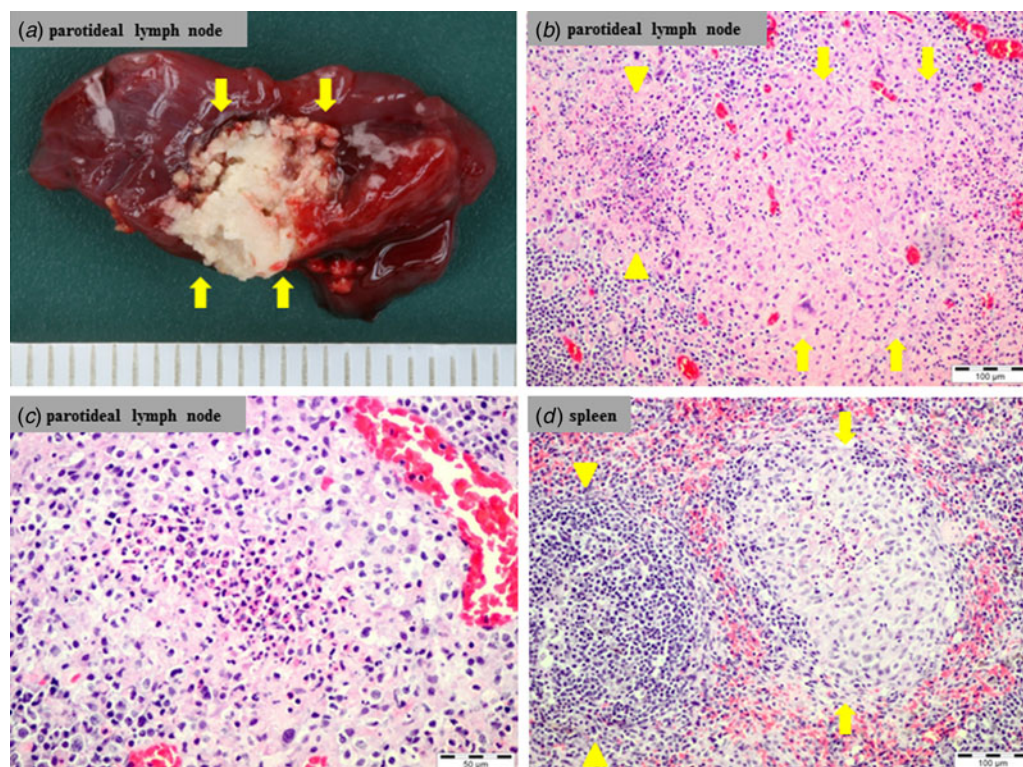 (a) parotideal lymph node
(b) parotideal lymph node
100 µm
(c) parotideal lymph node
50 µm
(d) spleen
100 µm